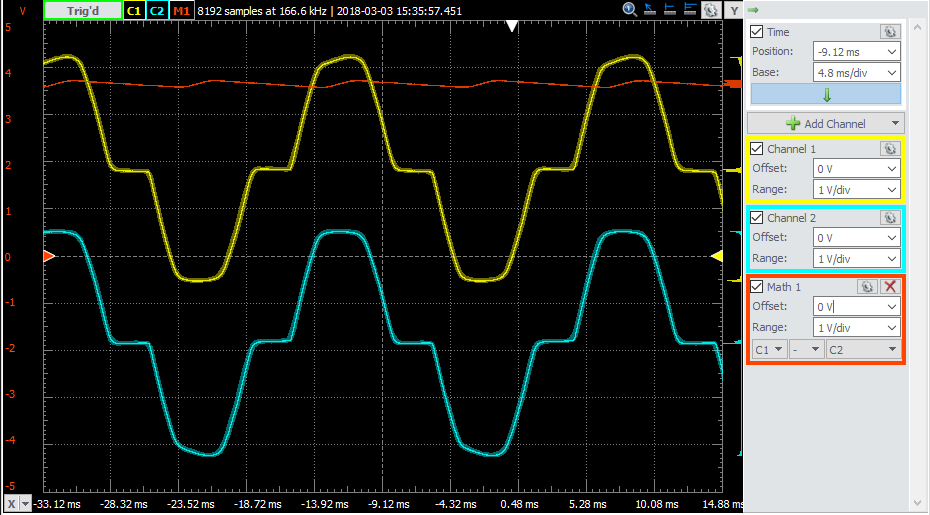 V Trig'd C1 C2 M1 8192 samples at 166.6 kHz | 2018-03-03 15:35:57.451 Y
5
4
3
2
1
0
-1
-2
-3
-4
-5
X -33.12 ms -28.32 ms -23.52 ms -18.72 ms -13.92 ms -9.12 ms -4.32 ms 0.48 ms 5.28 ms 10.08 ms 14.88 ms
Time
Position: -9.12 ms
Base: 4.8 ms/div
Add Channel
Channel 1
Offset: 0 V
Range: 1 V/div
Channel 2
Offset: 0 V
Range: 1 V/div
Math 1
Offset: 0 V
Range: 1 V/div
C1 - C2